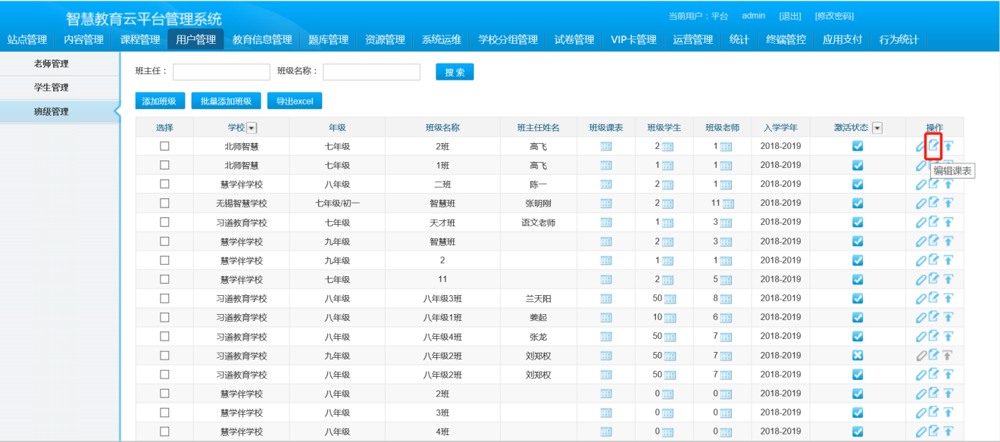 智慧教育云平台管理系统
当前用户：平台 admin [退出] [修改密码]
站点管理 内容管理 课程管理 用户管理 教育信息管理 题库管理 资源管理 系统运维 学校分组管理 试卷管理 VIP卡管理 运营管理 统计 终端管控 应用支付 行为统计
老师管理
学生管理
班级管理
班主任： 班级名称： 搜索
添加班级 批量添加班级 导出excel
选择 学校 年级 班级名称 班主任姓名 班级课表 班级学生 班级老师 入学学年 激活状态 操作
北师智慧 七年级 2班 高飞 2 1 2018-2019
北师智慧 七年级 1班 高飞 1 1 2018-2019
编辑课表
慧学伴学校 八年级 二班 陈一 2 1 2018-2019
无锡智慧学校 七年级/初一 智慧班 张明刚 2 11 2018-2019
习道教育学校 七年级 天才班 语文老师 1 3 2018-2019
慧学伴学校 九年级 智慧班 2 3 2018-2019
慧学伴学校 九年级 2 1 1 2018-2019
慧学伴学校 七年级 11 2 5 2018-2019
习道教育学校 八年级 八年级3班 兰天阳 50 8 2018-2019
习道教育学校 八年级 八年级1班 姜起 10 6 2018-2019
习道教育学校 八年级 八年级4班 张龙 50 7 2018-2019
习道教育学校 九年级 八年级2班 刘郑权 50 7 2018-2019
习道教育学校 八年级 八年级2班 刘郑权 50 7 2018-2019
慧学伴学校 八年级 2班 0 0 2018-2019
慧学伴学校 八年级 3班 0 0 2018-2019
慧学伴学校 八年级 4班 0 0 2018-2019